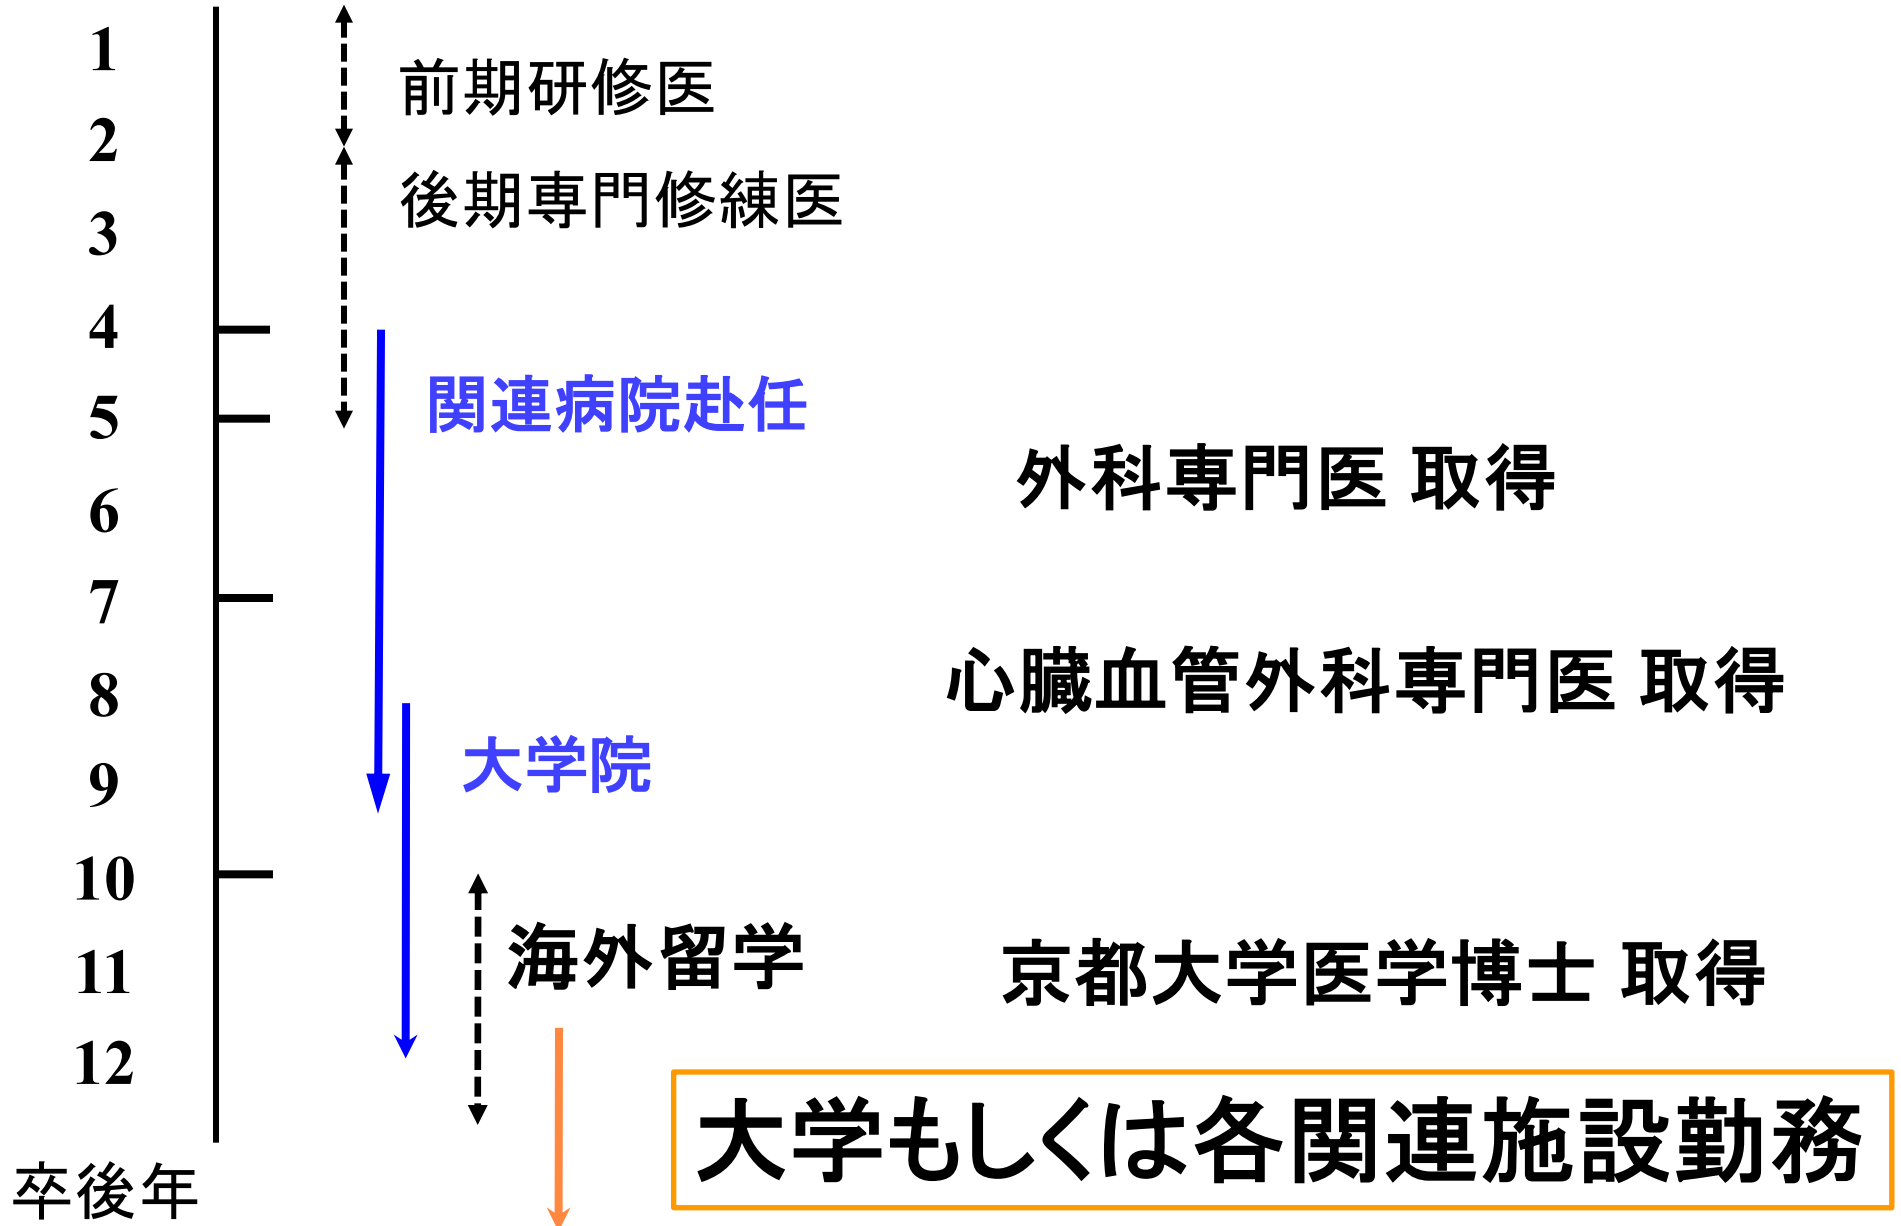 1
前期研修医
2
後期専門修練医
3
4
関連病院赴任
5
外科専門医 取得
6
7
心臓血管外科専門医 取得
8
大学院
9
10
海外留学
京都大学医学博士 取得
11
12
大学もしくは各関連施設勤務
卒後年